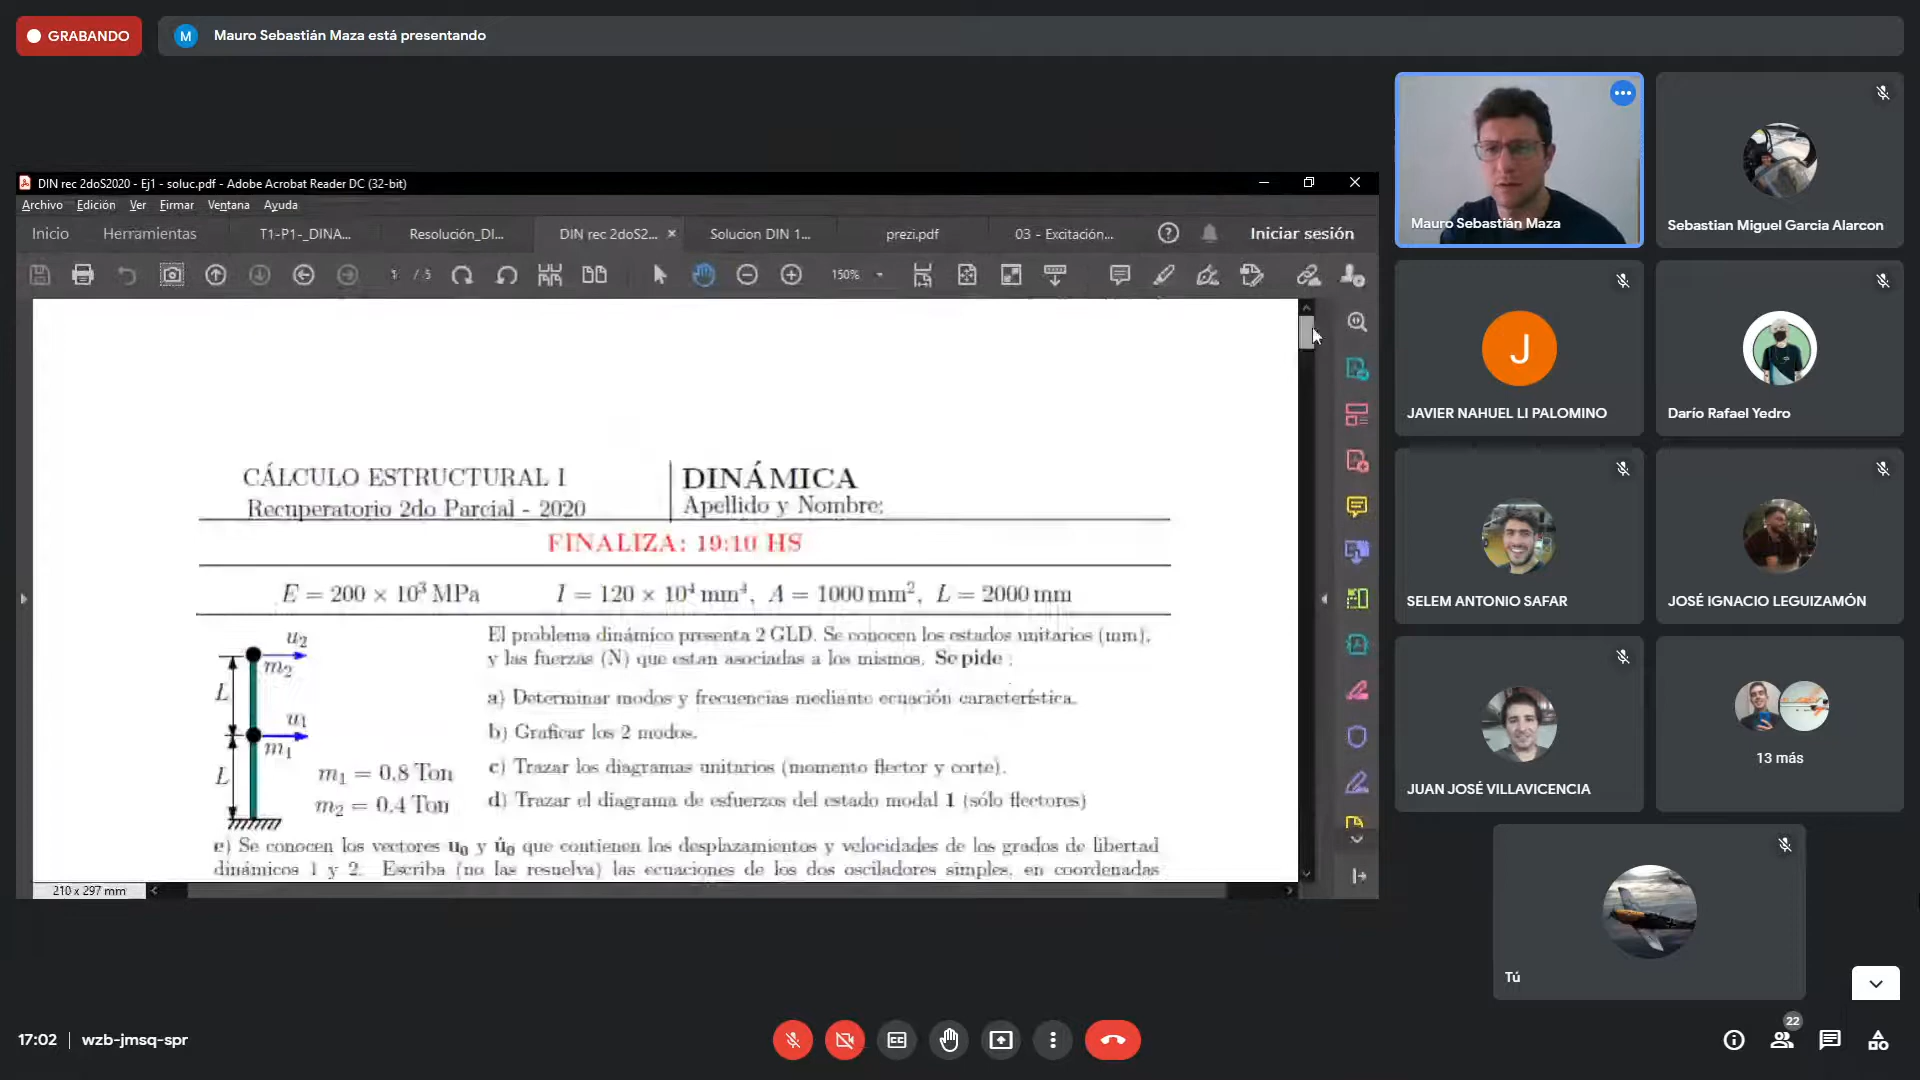 GRABANDO
M
Mauro Sebastián Maza está presentando
DIN rec 2doS2020 - Ej1 - soluc.pdf - Adobe Acrobat Reader DC (32-bit)
Archivo Edición Ver Firmar Ventana Ayuda
Inicio Herramientas T1-P1-_DINA... Resolución_DI... DIN rec 2doS2... × Solucion DIN 1... prezi.pdf 03 - Excitación... Iniciar sesión
/ 5 150%
CÁLCULO ESTRUCTURAL I
Recuperatorio 2do Parcial - 2020
DINÁMICA
Apellido y Nombre:
FINALIZA: 19:10 HS
E = 200 × 10³ MPa I = 120 × 10⁴ mm⁴, A = 1000 mm², L = 2000 mm
u₂
m₂
L
u₁
m₁
L
m₁ = 0.8 Ton
m₂ = 0.4 Ton
El problema dinámico presenta 2 GLD. Se conocen los estados unitarios (mm),
y las fuerzas (N) que estan asociadas a los mismos. Se pide :
a) Determinar modos y frecuencias mediante ecuación característica.
b) Graficar los 2 modos.
c) Trazar los diagramas unitarios (momento flector y corte).
d) Trazar el diagrama de esfuerzos del estado modal 1 (sólo flectores)
e) Se conocen los vectores u₀ y u̇₀ que contienen los desplazamientos y velocidades de los grados de libertad
dinámicos 1 y 2. Escriba (no las resuelva) las ecuaciones de los dos osciladores simples, en coordenadas
210 x 297 mm
Mauro Sebastián Maza
Sebastian Miguel Garcia Alarcon
J
JAVIER NAHUEL LI PALOMINO
Darío Rafael Yedro
SELEM ANTONIO SAFAR
JOSÉ IGNACIO LEGUIZAMÓN
JUAN JOSÉ VILLAVICENCIA
13 más
Tú
17:02 | wzb-jmsq-spr
22